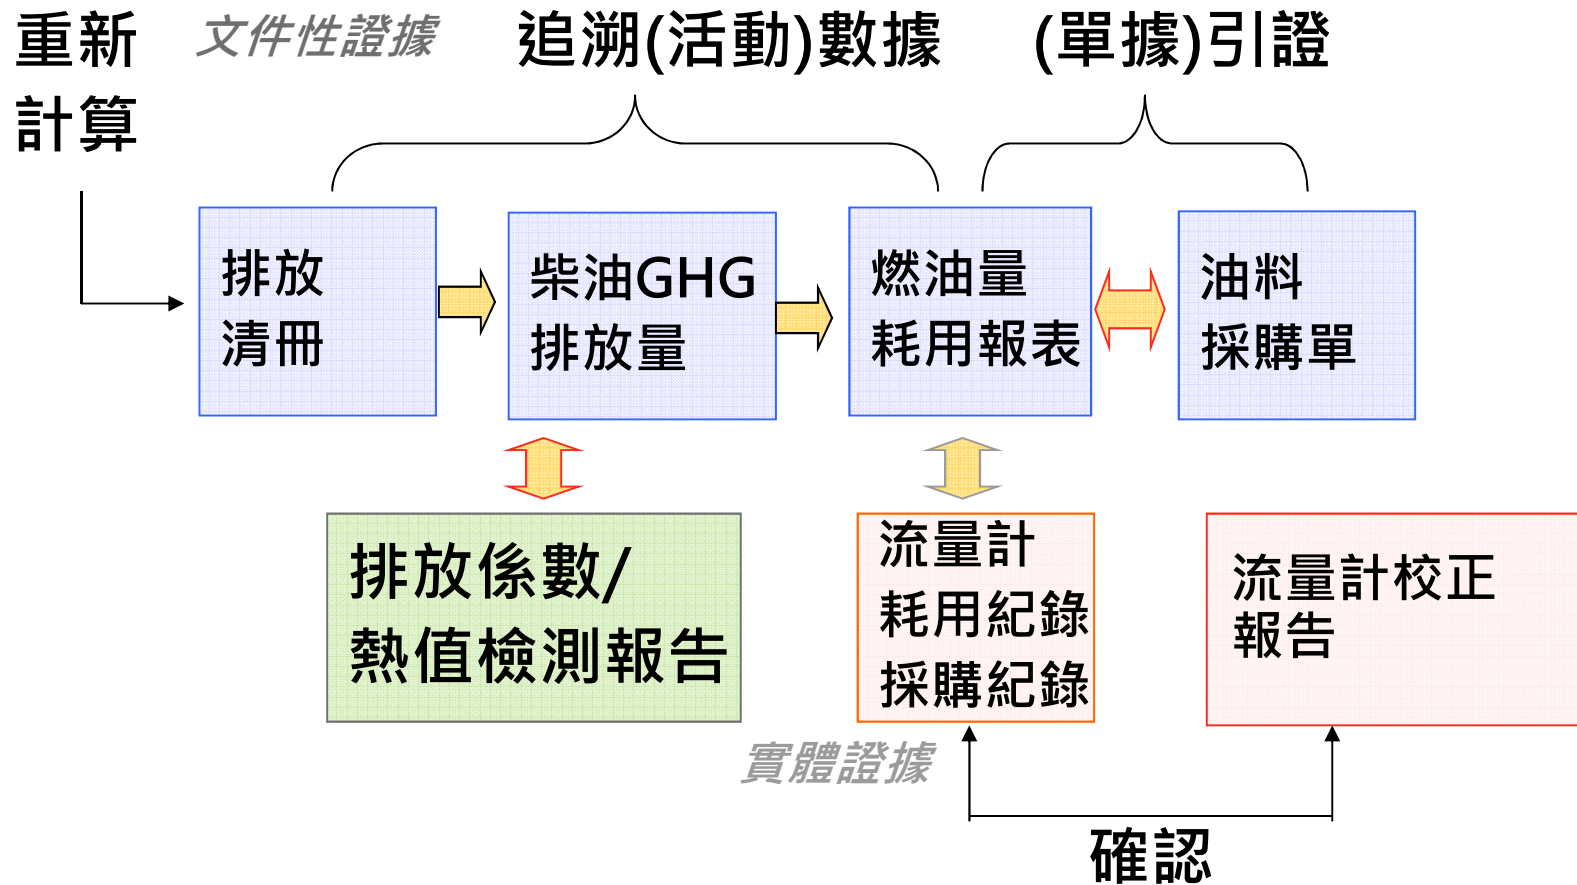 重新
計算
文件性證據
追溯(活動)數據
(單據)引證
排放
清冊
柴油GHG
排放量
燃油量
耗用報表
油料
採購單
排放係數/
熱值檢測報告
流量計
耗用紀錄
採購紀錄
流量計校正
報告
實體證據
確認